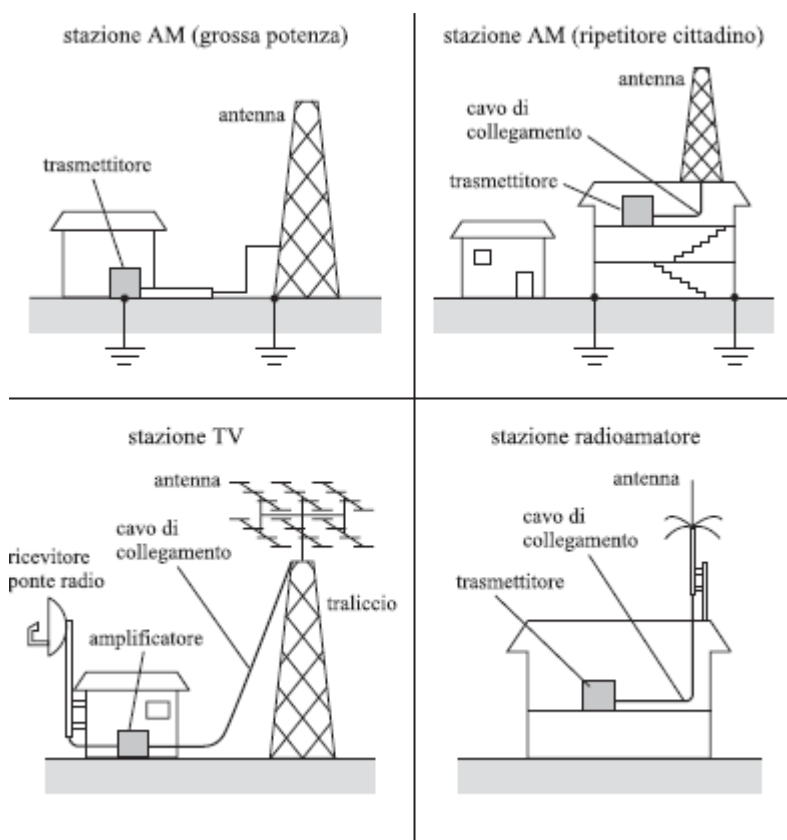 stazione AM (grossa potenza)
antenna
trasmettitore
stazione AM (ripetitore cittadino)
antenna
cavo di
collegamento
trasmettitore
stazione TV
antenna
cavo di
collegamento
ricevitore
ponte radio
traliccio
amplificatore
stazione radioamatore
antenna
cavo di
collegamento
trasmettitore